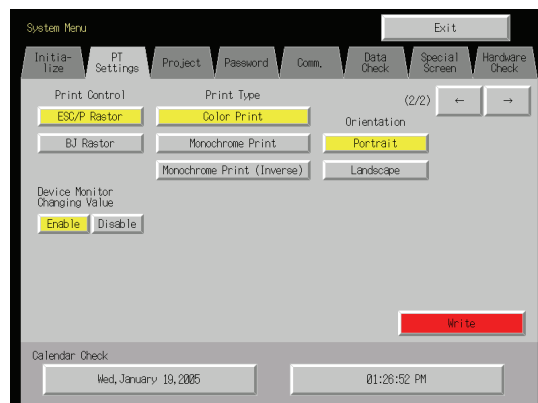 System Menu
Exit
Initia-
lize
PT
Settings
Project
Password
Comm.
Data
Check
Special
Screen
Hardware
Check
Print Control
Print Type
(2/2)
←
→
ESC/P Rastor
Color Print
Orientation
BJ Rastor
Monochrome Print
Portrait
Monochrome Print (Inverse)
Landscape
Device Monitor
Changing Value
Enable
Disable
Write
Calendar Check
Wed, January 19, 2005
01:26:52 PM